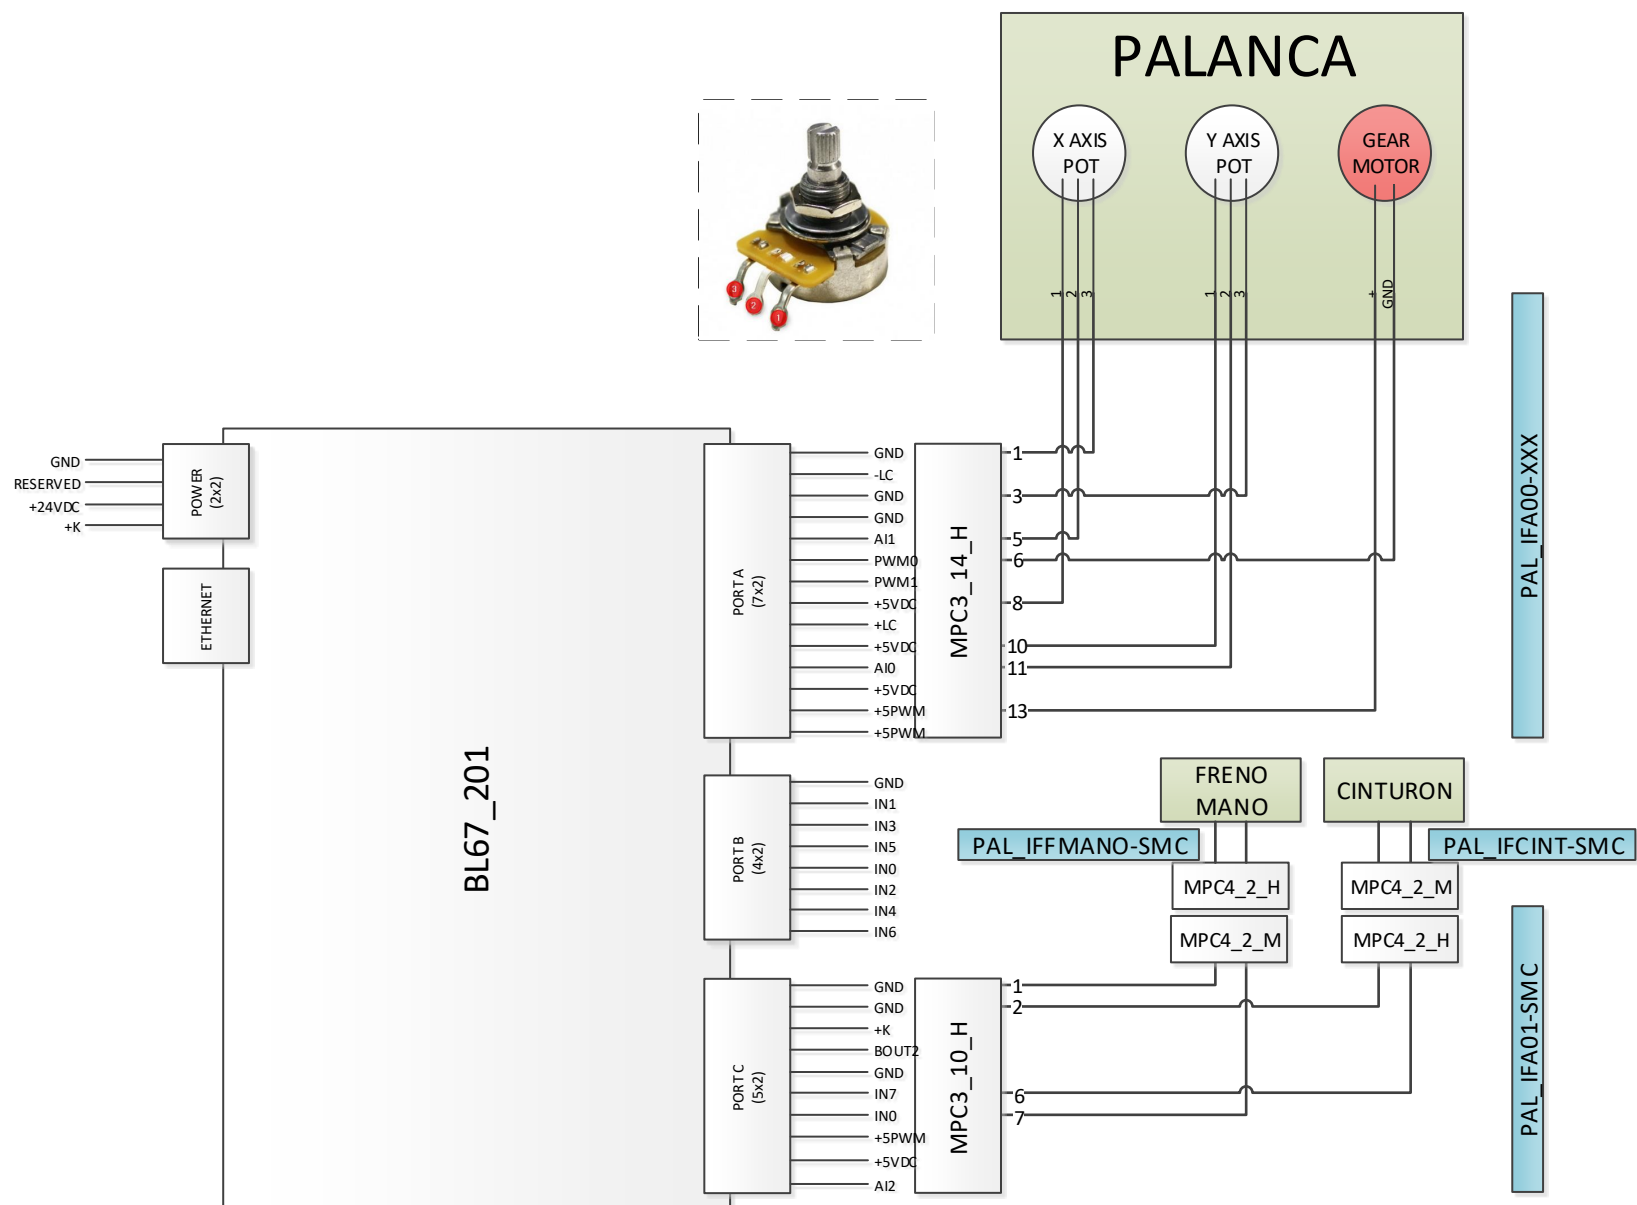 PALANCA
X AXIS
POT
Y AXIS
POT
GEAR
MOTOR
3
2
1
1
2
3
1
2
3
+
GND
PAL_IFA00-XXX
GND
RESERVED
+24VDC
+K
POWER
(2x2)
ETHERNET
BL67_201
PORT A
(7x2)
GND
-LC
GND
GND
AI1
PWM0
PWM1
+5VDC
+LC
+5VDC
AI0
+5VDC
+5PWM
+5PWM
MPC3_14_H
1
3
5
6
8
10
11
13
PORT B
(4x2)
GND
IN1
IN3
IN5
IN0
IN2
IN4
IN6
FRENO
MANO
CINTURON
PAL_IFFMANO-SMC
PAL_IFCINT-SMC
MPC4_2_H
MPC4_2_M
MPC4_2_M
MPC4_2_H
PORT C
(5x2)
GND
GND
+K
BOUT2
GND
IN7
IN0
+5PWM
+5VDC
AI2
MPC3_10_H
1
2
6
7
PAL_IFA01-SMC